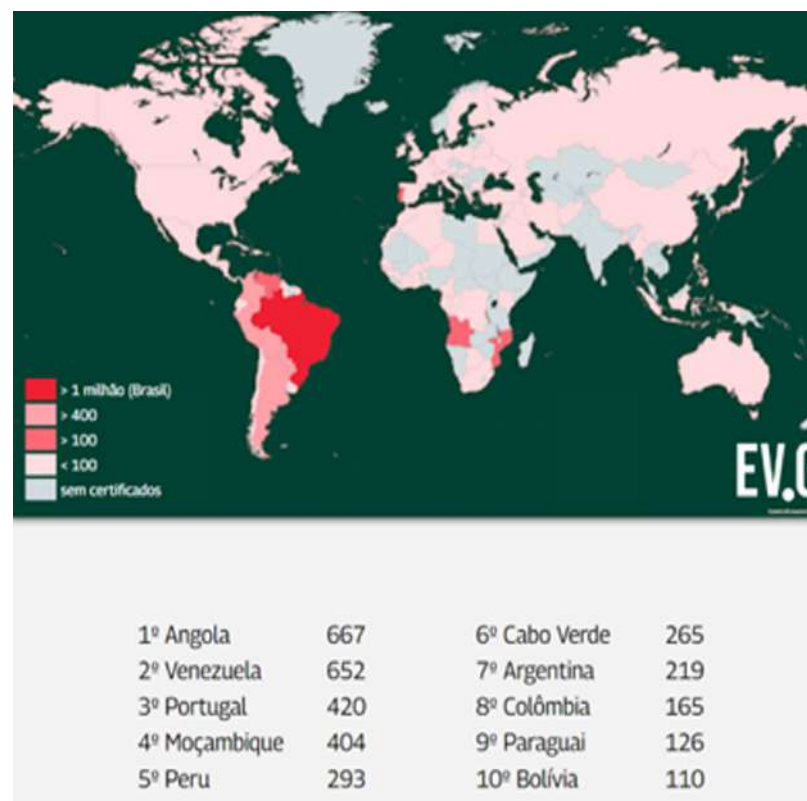 > 1 milhão (Brasil)
> 400
> 100
< 100
sem certificados
EV.
1º Angola 667
2º Venezuela 652
3º Portugal 420
4º Moçambique 404
5º Peru 293
6º Cabo Verde 265
7º Argentina 219
8º Colômbia 165
9º Paraguai 126
10º Bolívia 110